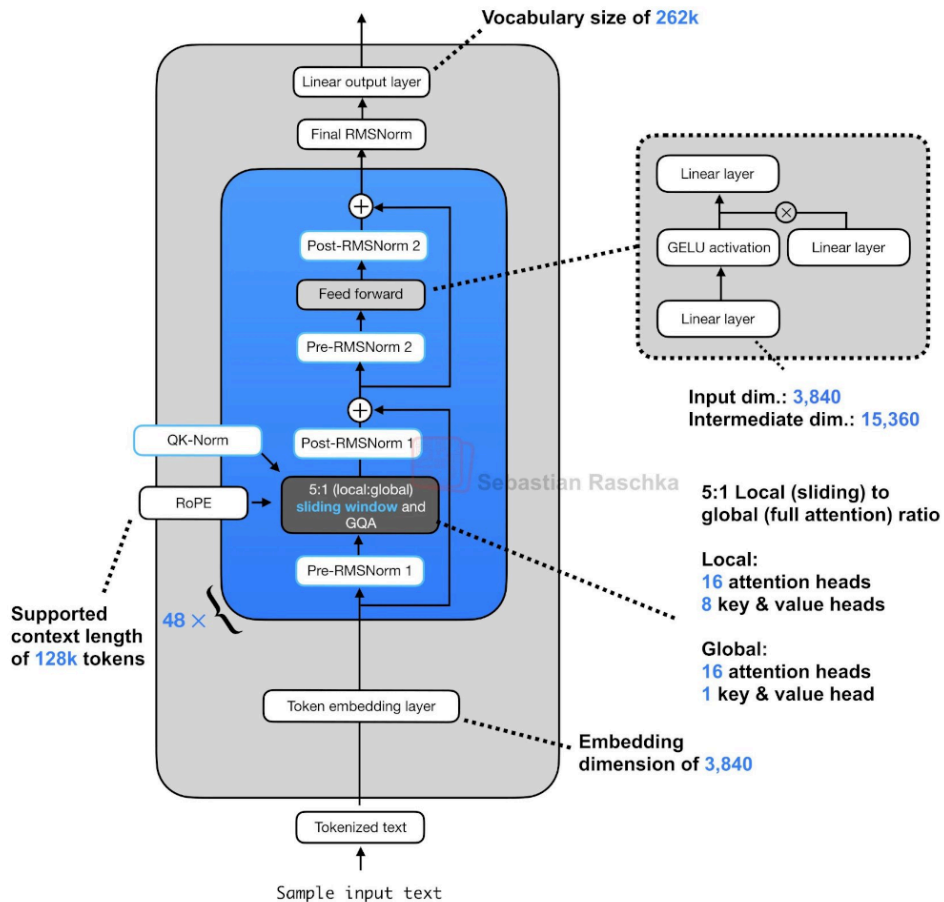 Vocabulary size of 262k
Linear output layer
Final RMSNorm
Post-RMSNorm 2
Feed forward
Pre-RMSNorm 2
Linear layer
GELU activation
Linear layer
Linear layer
Input dim.: 3,840
Intermediate dim.: 15,360
QK-Norm
Post-RMSNorm 1
Sebastian Raschka
RoPE
5:1 (local:global)
sliding window and
GQA
Pre-RMSNorm 1
5:1 Local (sliding) to
global (full attention) ratio
Local:
16 attention heads
8 key & value heads
Global:
16 attention heads
1 key & value head
Supported
context length
of 128k tokens
48 ×
Token embedding layer
Embedding
dimension of 3,840
Tokenized text
Sample input text